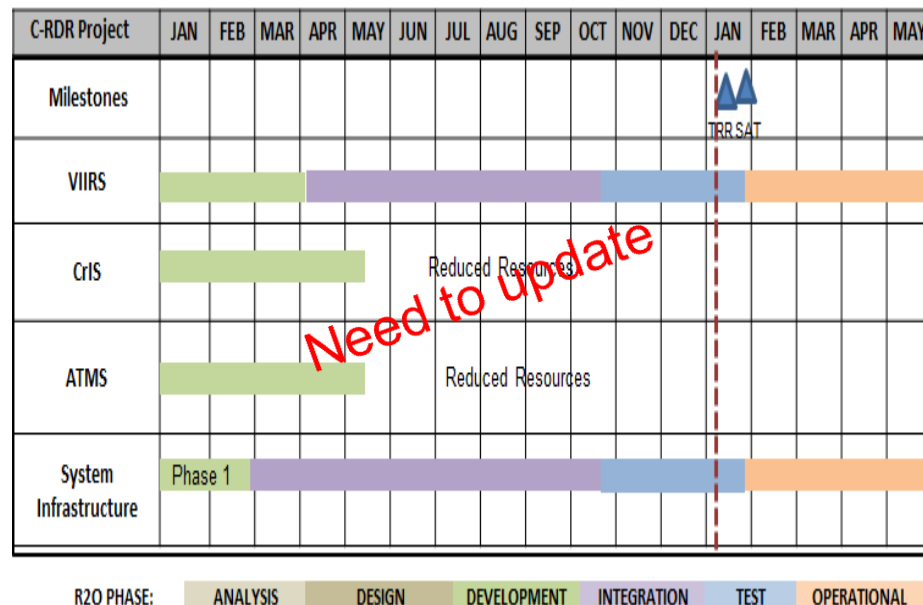 C-RDR Project JAN FEB MAR APR MAY JUN JUL AUG SEP OCT NOV DEC JAN FEB MAR APR MAY
Milestones
TRR SAT
VIIRS
CrIS Reduced Resources
Need to update
ATMS Reduced Resources
System Infrastructure Phase 1
R2O PHASE: ANALYSIS DESIGN DEVELOPMENT INTEGRATION TEST OPERATIONAL